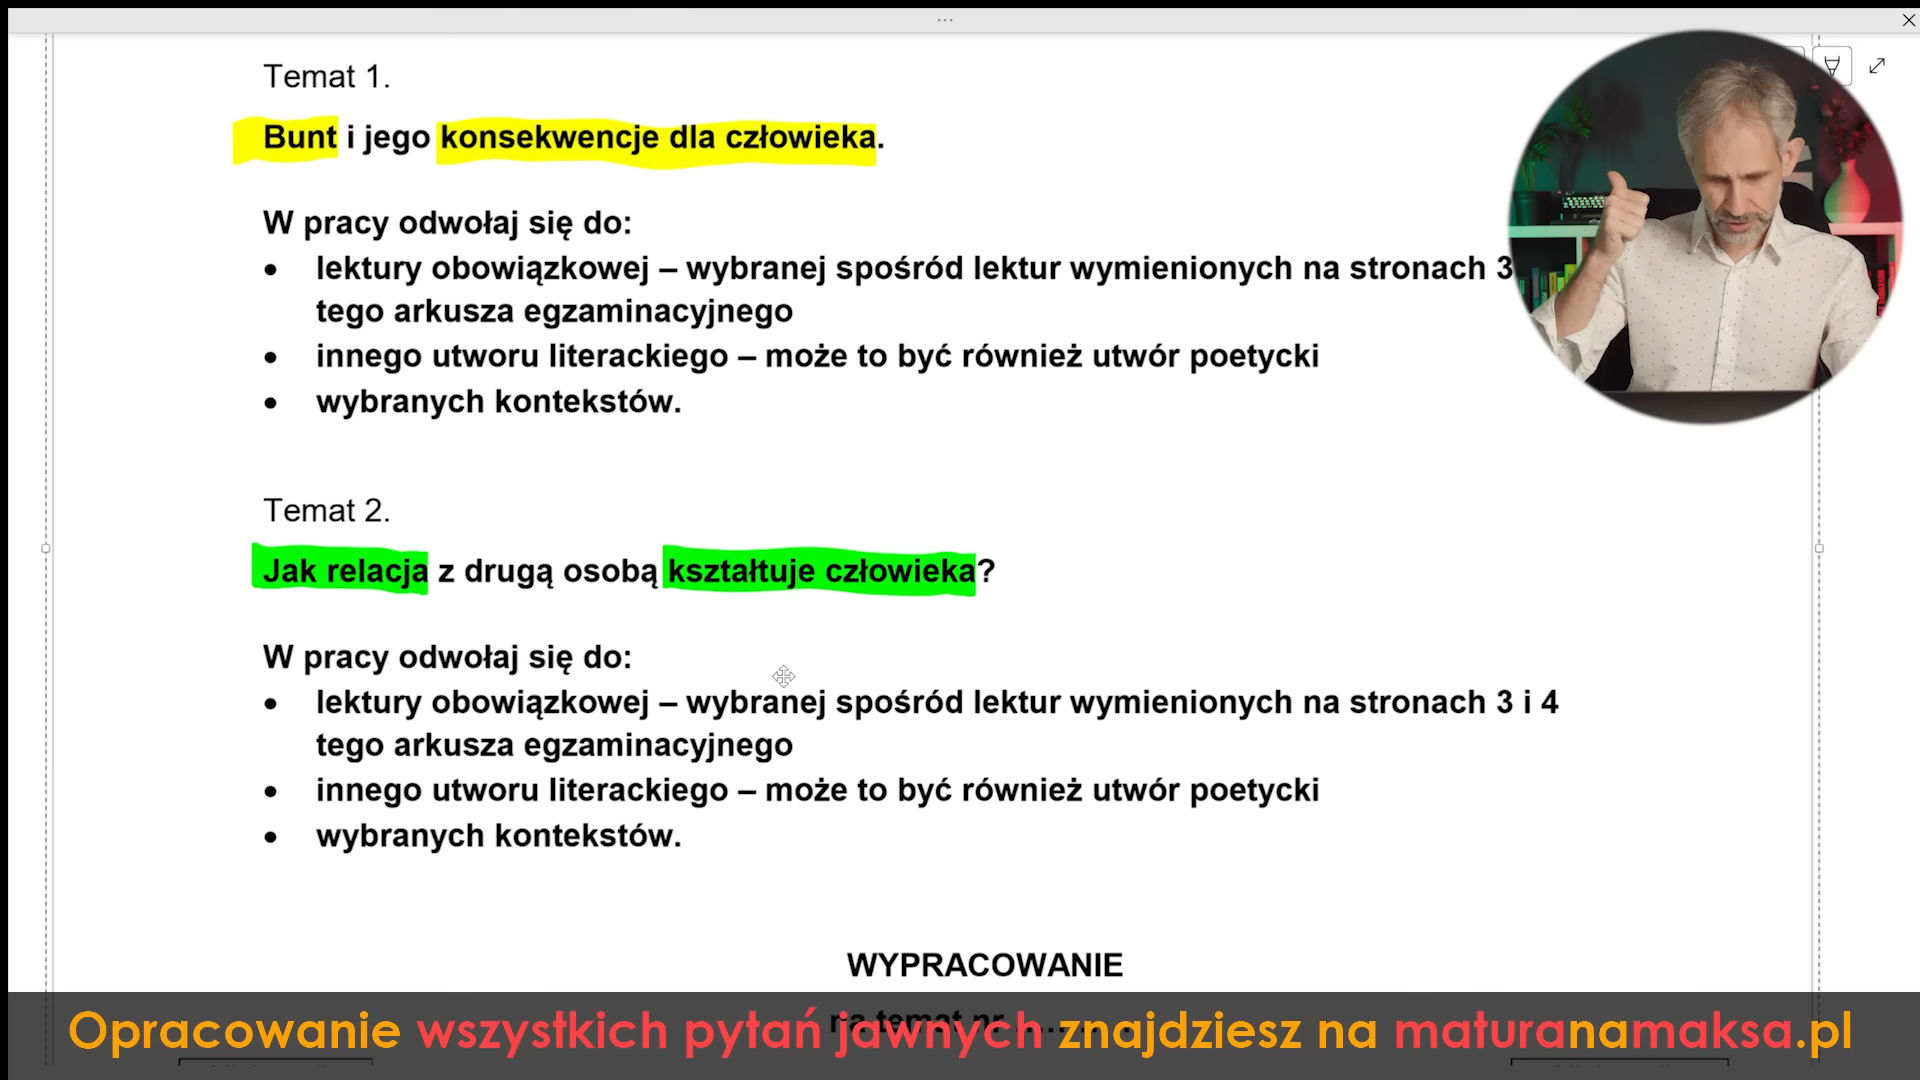 Temat 1.
Bunt i jego konsekwencje dla człowieka.
W pracy odwołaj się do:
• lektury obowiązkowej – wybranej spośród lektur wymienionych na stronach 3
tego arkusza egzaminacyjnego
• innego utworu literackiego – może to być również utwór poetycki
• wybranych kontekstów.
Temat 2.
Jak relacja z drugą osobą kształtuje człowieka?
W pracy odwołaj się do:
• lektury obowiązkowej – wybranej spośród lektur wymienionych na stronach 3 i 4
tego arkusza egzaminacyjnego
• innego utworu literackiego – może to być również utwór poetycki
• wybranych kontekstów.
WYPRACOWANIE
na temat nr
Opracowanie wszystkich pytań jawnych znajdziesz na maturanamaksa.pl